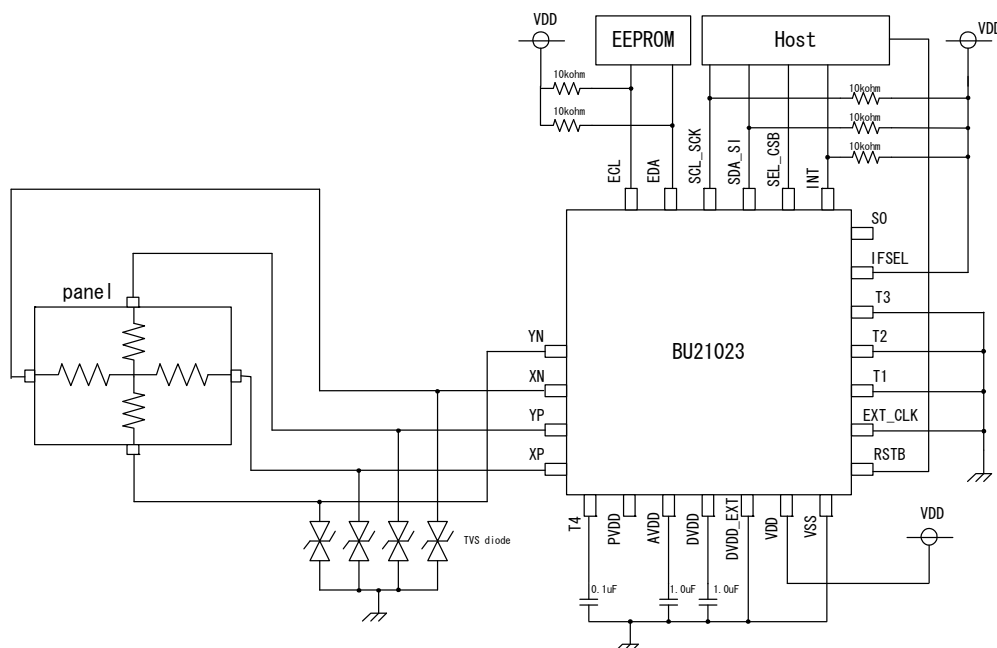 VDD
EEPROM
Host
VDD
10kohm
10kohm
10kohm
10kohm
10kohm
ECL
EDA
SCL_SCK
SDA_SI
SEL_CSB
INT
SO
IFSEL
T3
T2
T1
EXT_CLK
RSTB
panel
YN
XN
YP
XP
BU21023
T4
PVDD
AVDD
DVDD
DVDD_EXT
VDD
VSS
VDD
TVS diode
0.1uF
1.0uF
1.0uF